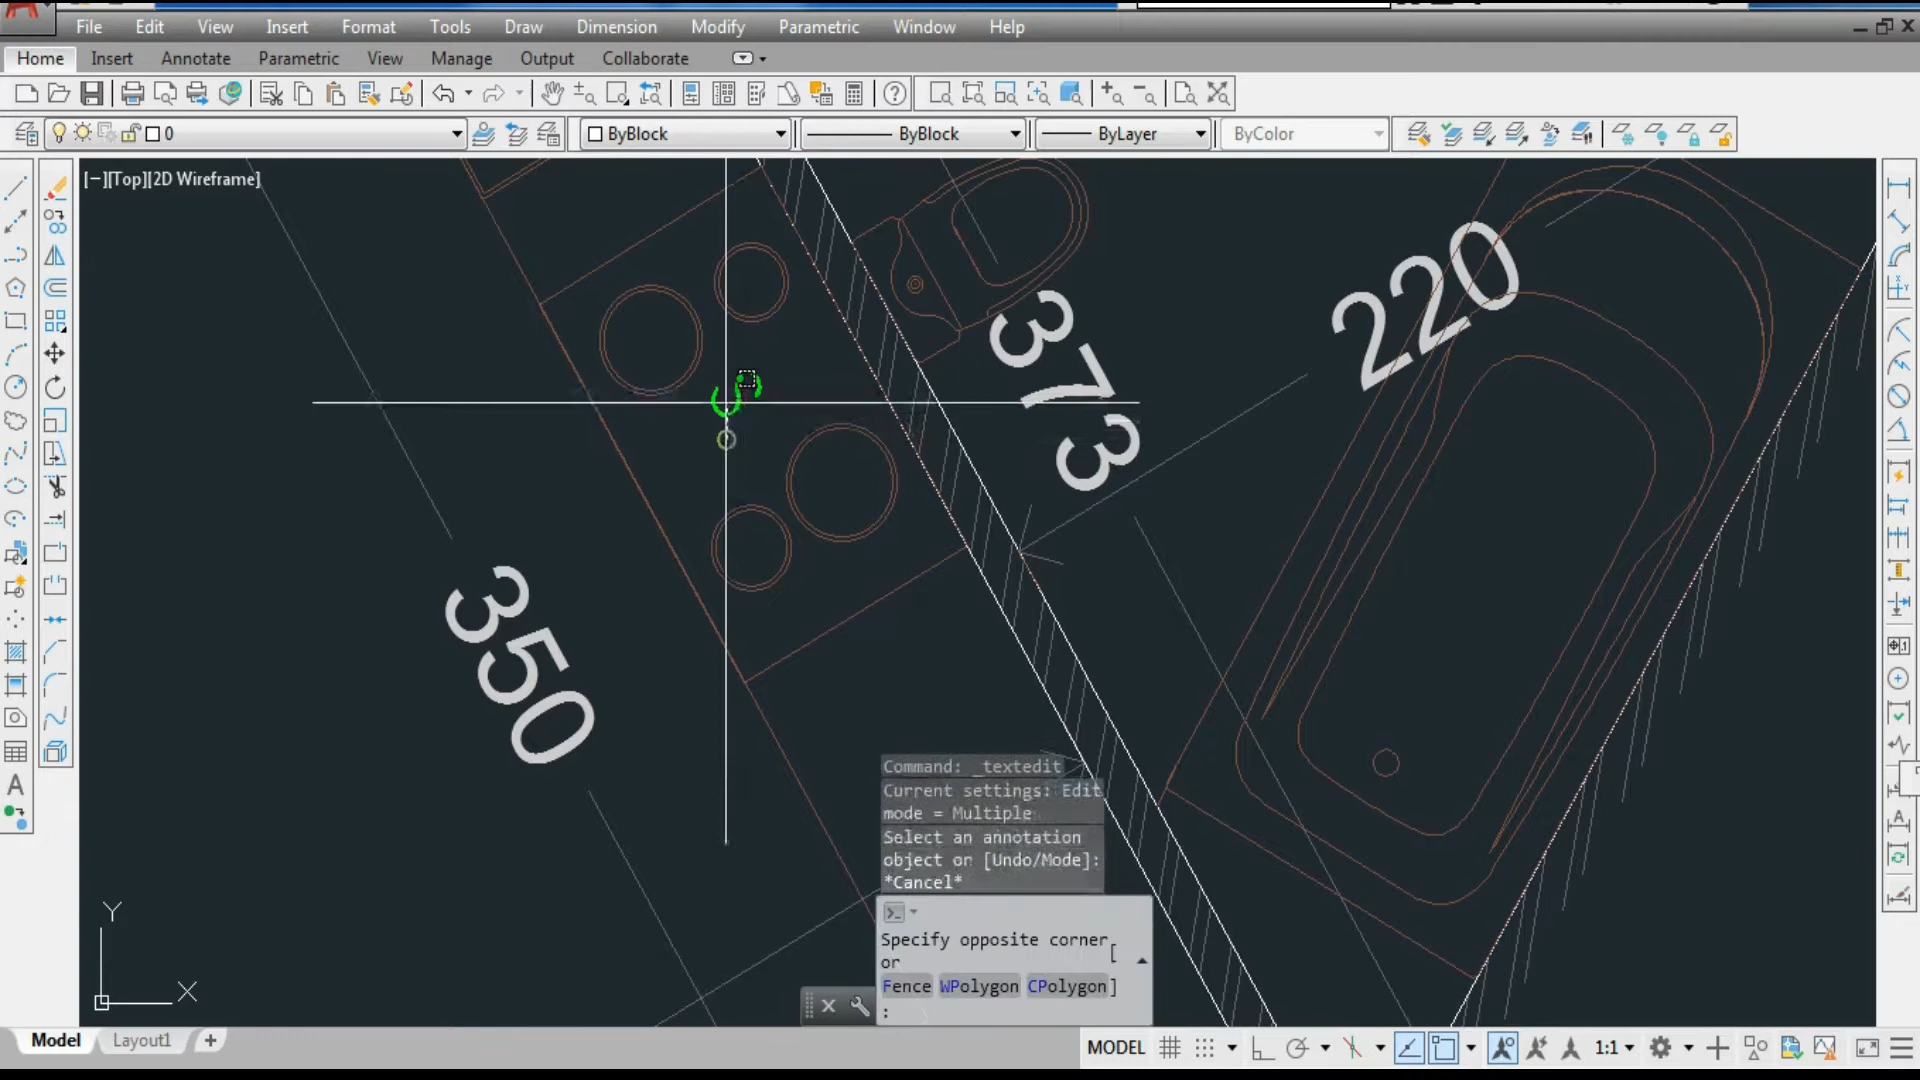 File Edit View Insert Format Tools Draw Dimension Modify Parametric Window Help
Home Insert Annotate Parametric View Manage Output Collaborate
0 ByBlock ByBlock ByLayer ByColor
[−][Top][2D Wireframe]
220
373
350
Command: _textedit
Current settings: Edit
mode = Multiple
Select an annotation
object or [Undo/Mode]:
*Cancel*
Specify opposite corner
or [
Fence WPolygon CPolygon]
:
Y
X
Model Layout1 +
MODEL 1:1